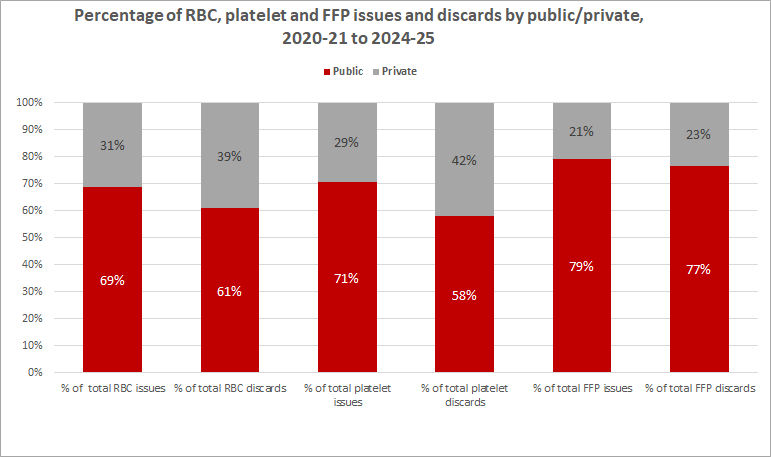 Percentage of RBC, platelet and FFP issues and discards by public/private,
2020-21 to 2024-25
Public Private
100%
90%
80%
70%
60%
50%
40%
30%
20%
10%
0%
31% 39% 29% 42% 21% 23%
69% 61% 71% 58% 79% 77%
% of total RBC issues
% of total RBC discards
% of total platelet
issues
% of total platelet
discards
% of total FFP issues
% of total FFP discards